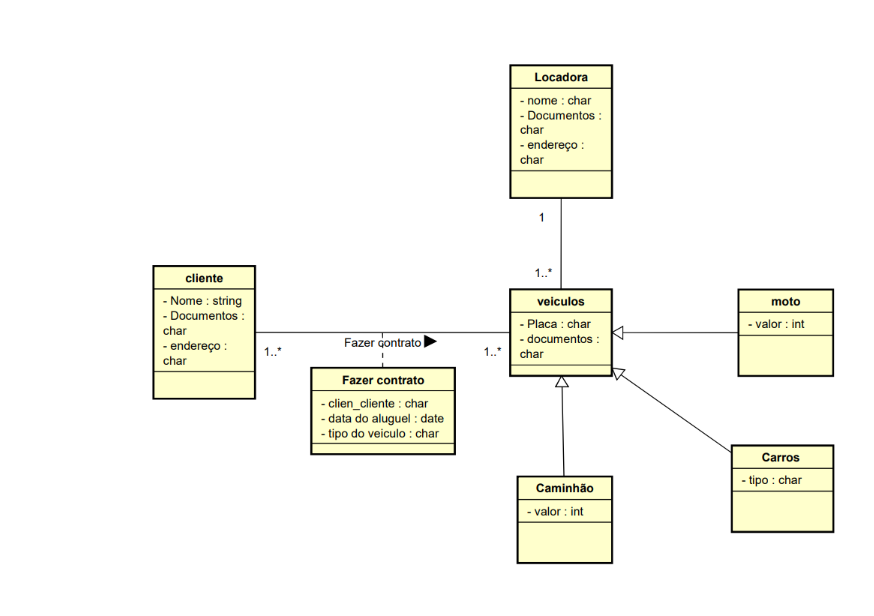 Locadora
- nome : char
- Documentos :
char
- endereço :
char
1
1..*
cliente
- Nome : string
- Documentos :
char
- endereço :
char
1..*
Fazer contrato
1..*
veiculos
- Placa : char
- documentos :
char
moto
- valor : int
Fazer contrato
- clien_cliente : char
- data do aluguel : date
- tipo do veiculo : char
Carros
- tipo : char
Caminhão
- valor : int